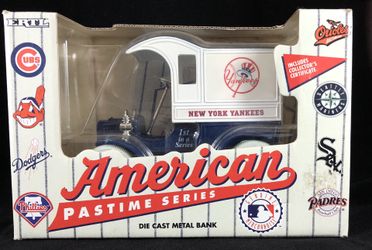 ERTL
CUBS
Dodgers
Phillies
Yankees
NEW YORK YANKEES
1st
in a
Series
Orioles
INCLUDES
COLLECTOR'S
CERTIFICATE
SEATTLE
MARINERS
Sox
PADRES
American
PASTIME SERIES
DIE CAST METAL BANK